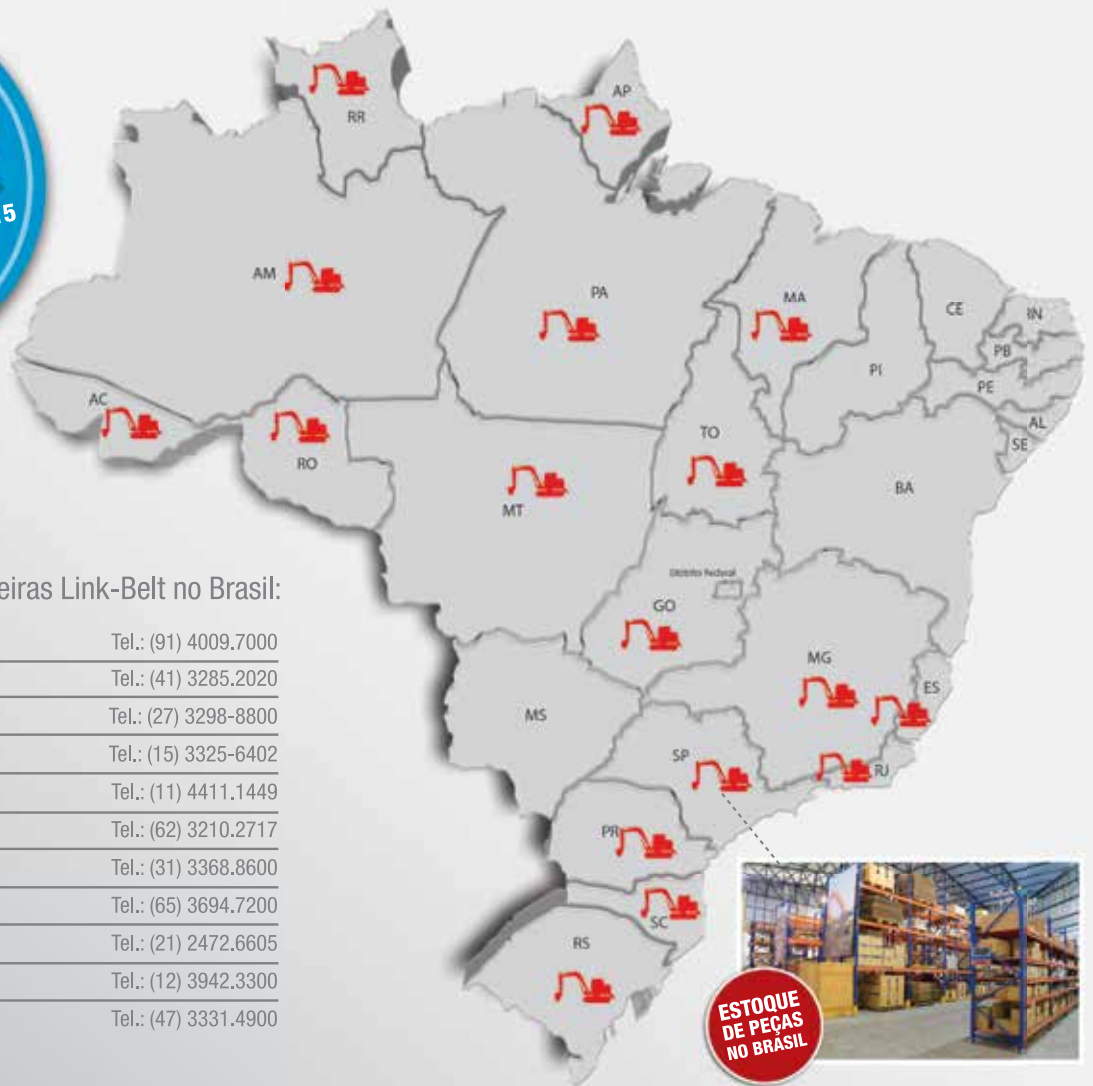 15
RR
AP
AM
PA
MA
CE
IN
PB
PI
PE
AC
AL
TO
SE
RO
BA
MT
Distrito Federal
GO
MG
ES
MS
SP
RJ
PR
SC
RS
eiras Link-Belt no Brasil:
Tel.: (91) 4009.7000
Tel.: (41) 3285.2020
Tel.: (27) 3298-8800
Tel.: (15) 3325-6402
Tel.: (11) 4411.1449
Tel.: (62) 3210.2717
Tel.: (31) 3368.8600
Tel.: (65) 3694.7200
Tel.: (21) 2472.6605
Tel.: (12) 3942.3300
Tel.: (47) 3331.4900
ESTOQUE
DE PEÇAS
NO BRASIL